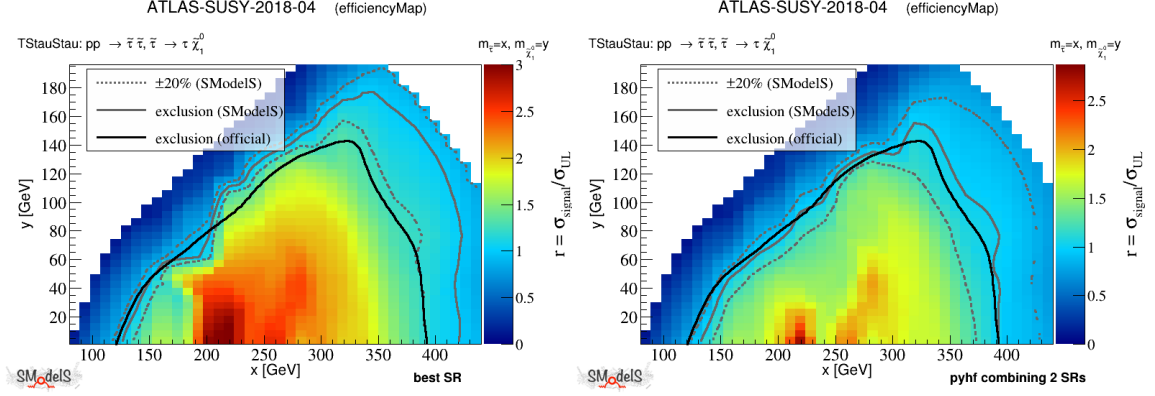 ATLAS-SUSY-2018-04 (efficiencyMap)
TStauStau: pp → τ̃ τ̃, τ̃ → τ χ̃₁⁰
m_τ̃=x, m_χ̃₁⁰=y
±20% (SModelS)
exclusion (SModelS)
exclusion (official)
y [GeV]
180
160
140
120
100
80
60
40
20
100 150 200 250 300 350 400
x [GeV]
3
2.5
2
1.5
1
0.5
0
r = σ_signal/σ_UL
SModelS
best SR
ATLAS-SUSY-2018-04 (efficiencyMap)
TStauStau: pp → τ̃ τ̃, τ̃ → τ χ̃₁⁰
m_τ̃=x, m_χ̃₁⁰=y
±20% (SModelS)
exclusion (SModelS)
exclusion (official)
y [GeV]
180
160
140
120
100
80
60
40
20
100 150 200 250 300 350 400
x [GeV]
2.5
2
1.5
1
0.5
0
r = σ_signal/σ_UL
SModelS
pyhf combining 2 SRs